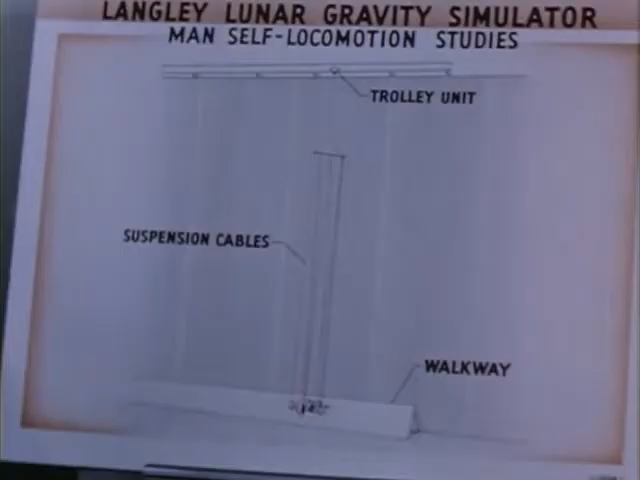 LANGLEY LUNAR GRAVITY SIMULATOR
MAN SELF-LOCOMOTION STUDIES
TROLLEY UNIT
SUSPENSION CABLES
WALKWAY